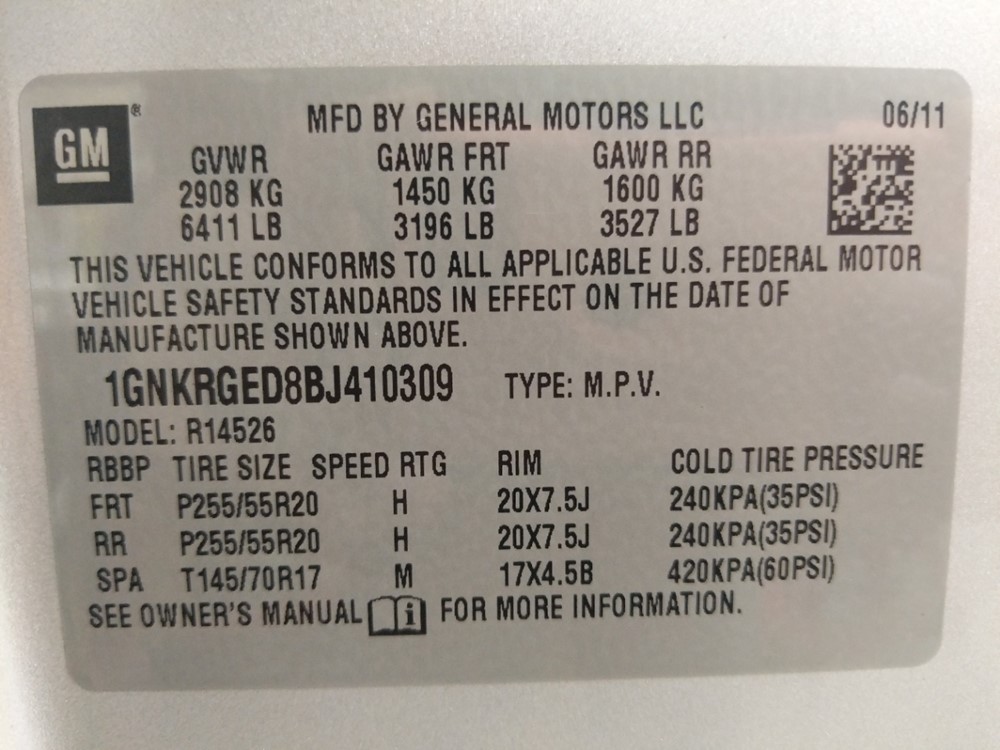 GM ® MFD BY GENERAL MOTORS LLC 06/11
GVWR GAWR FRT GAWR RR
2908 KG 1450 KG 1600 KG
6411 LB 3196 LB 3527 LB
THIS VEHICLE CONFORMS TO ALL APPLICABLE U.S. FEDERAL MOTOR
VEHICLE SAFETY STANDARDS IN EFFECT ON THE DATE OF
MANUFACTURE SHOWN ABOVE.
1GNKRGED8BJ410309 TYPE: M.P.V.
MODEL: R14526
RBBP TIRE SIZE SPEED RTG RIM COLD TIRE PRESSURE
FRT P255/55R20 H 20X7.5J 240KPA(35PSI)
RR P255/55R20 H 20X7.5J 240KPA(35PSI)
SPA T145/70R17 M 17X4.5B 420KPA(60PSI)
SEE OWNER'S MANUAL i FOR MORE INFORMATION.